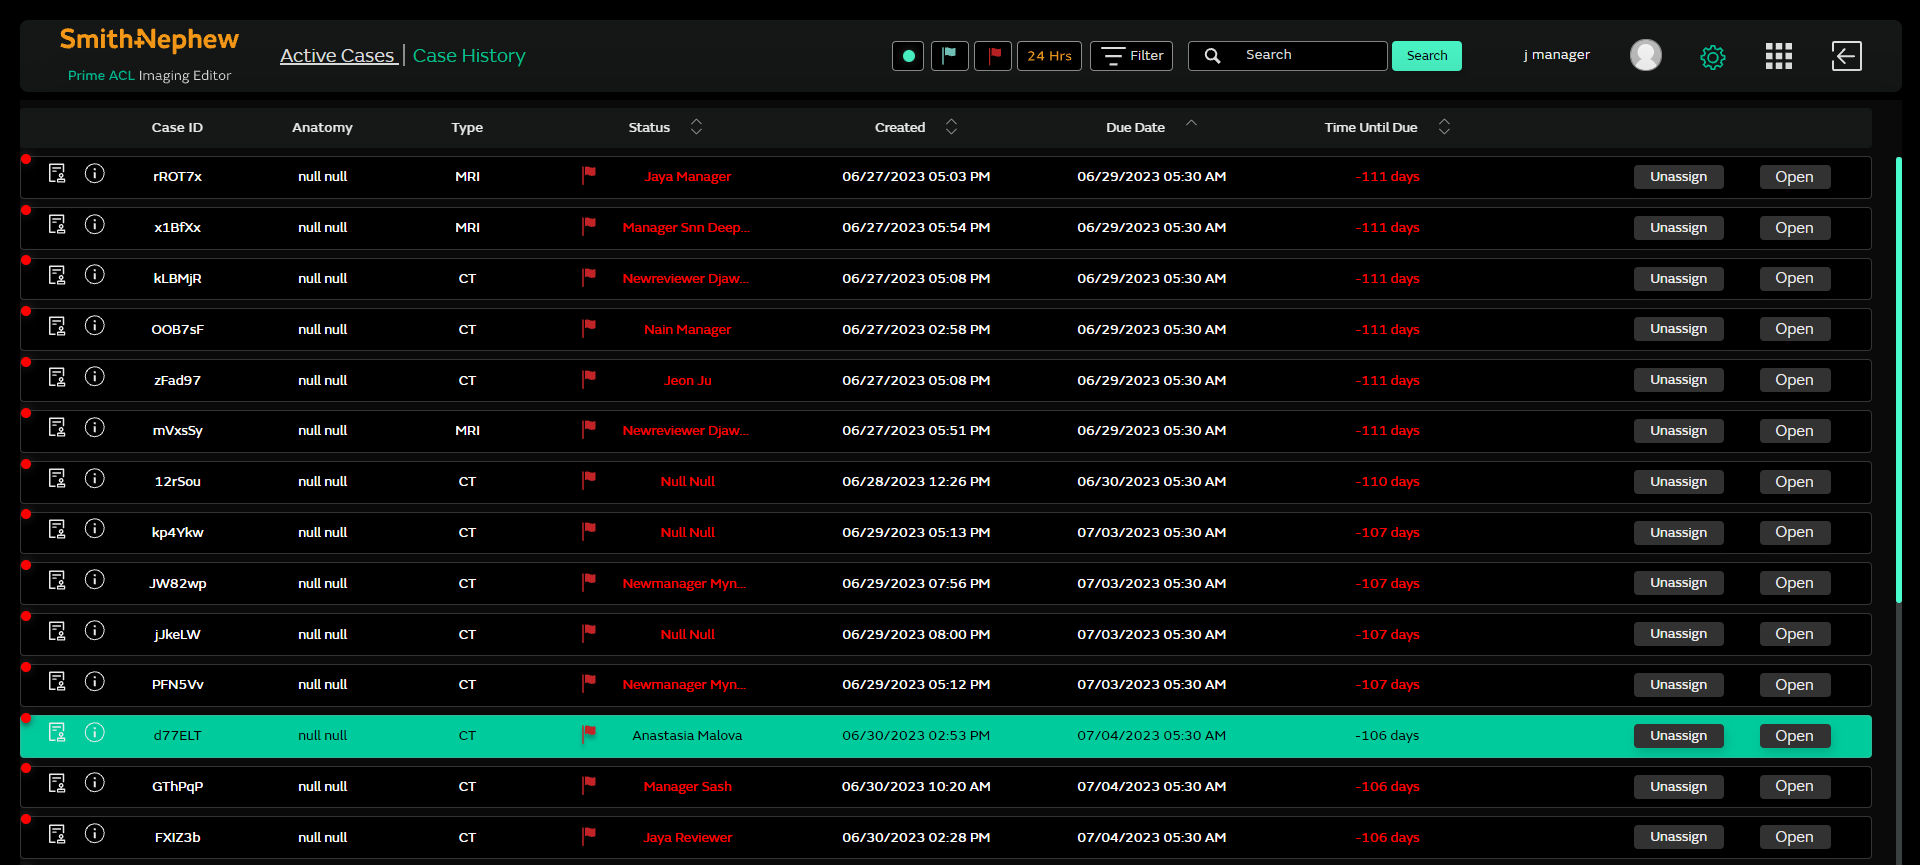 Smith+Nephew
Prime ACL Imaging Editor
Active Cases | Case History
24 Hrs
Filter
Search
Search
j manager
Case ID Anatomy Type Status Created Due Date Time Until Due
rROT7x null null MRI Jaya Manager 06/27/2023 05:03 PM 06/29/2023 05:30 AM -111 days Unassign Open
x1BfXx null null MRI Manager Snn Deep... 06/27/2023 05:54 PM 06/29/2023 05:30 AM -111 days Unassign Open
kLBMjR null null CT Newreviewer Djaw... 06/27/2023 05:08 PM 06/29/2023 05:30 AM -111 days Unassign Open
OOB7sF null null CT Nain Manager 06/27/2023 02:58 PM 06/29/2023 05:30 AM -111 days Unassign Open
zFad97 null null CT Jeon Ju 06/27/2023 05:08 PM 06/29/2023 05:30 AM -111 days Unassign Open
mVxsSy null null MRI Newreviewer Djaw... 06/27/2023 05:51 PM 06/29/2023 05:30 AM -111 days Unassign Open
12rSou null null CT Null Null 06/28/2023 12:26 PM 06/30/2023 05:30 AM -110 days Unassign Open
kp4Ykw null null CT Null Null 06/29/2023 05:13 PM 07/03/2023 05:30 AM -107 days Unassign Open
JW82wp null null CT Newmanager Myn... 06/29/2023 07:56 PM 07/03/2023 05:30 AM -107 days Unassign Open
jJkeLW null null CT Null Null 06/29/2023 08:00 PM 07/03/2023 05:30 AM -107 days Unassign Open
PFN5Vv null null CT Newmanager Myn... 06/29/2023 05:12 PM 07/03/2023 05:30 AM -107 days Unassign Open
d77ELT null null CT Anastasia Malova 06/30/2023 02:53 PM 07/04/2023 05:30 AM -106 days Unassign Open
GThPqP null null CT Manager Sash 06/30/2023 10:20 AM 07/04/2023 05:30 AM -106 days Unassign Open
FXIZ3b null null CT Jaya Reviewer 06/30/2023 02:28 PM 07/04/2023 05:30 AM -106 days Unassign Open